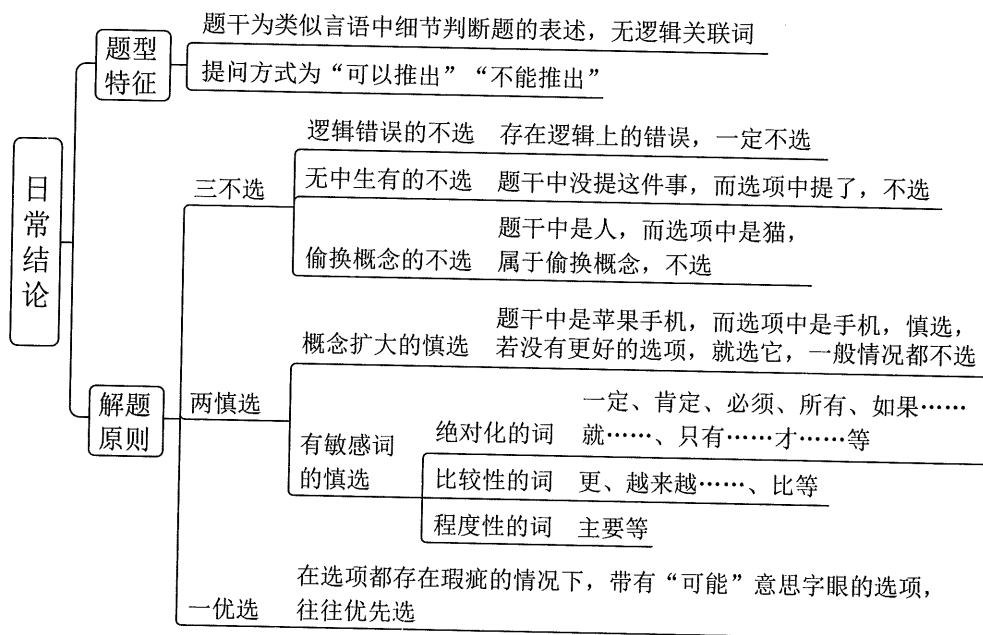 日常结论
题型
特征
题干为类似言语中细节判断题的表述，无逻辑关联词
提问方式为“可以推出”“不能推出”
解题
原则
三不选
逻辑错误的不选 存在逻辑上的错误，一定不选
无中生有的不选 题干中没提这件事，而选项中提了，不选
偷换概念的不选 题干中是人，而选项中是猫，
属于偷换概念，不选
两慎选
概念扩大的慎选 题干中是苹果手机，而选项中是手机，慎选，
若没有更好的选项，就选它，一般情况都不选
有敏感词
的慎选
绝对化的词 一定、肯定、必须、所有、如果……
就……、只有……才……等
比较性的词 更、越来越……、比等
程度性的词 主要等
一优选
在选项都存在瑕疵的情况下，带有“可能”意思字眼的选项，
往往优先选